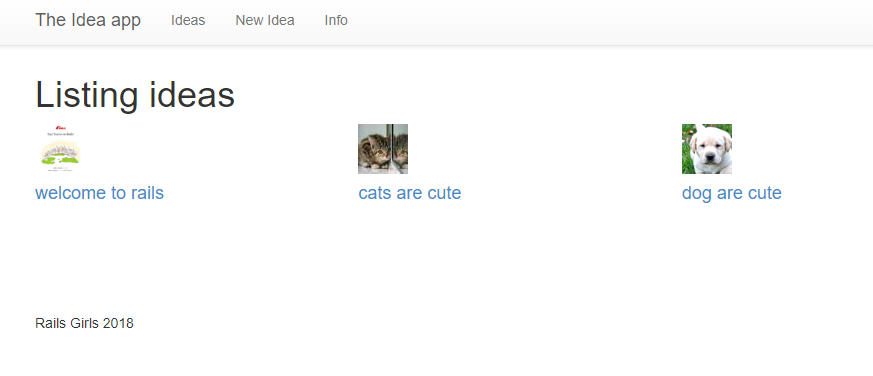 The Idea app Ideas New Idea Info
Listing ideas
welcome to rails cats are cute dog are cute
Rails Girls 2018